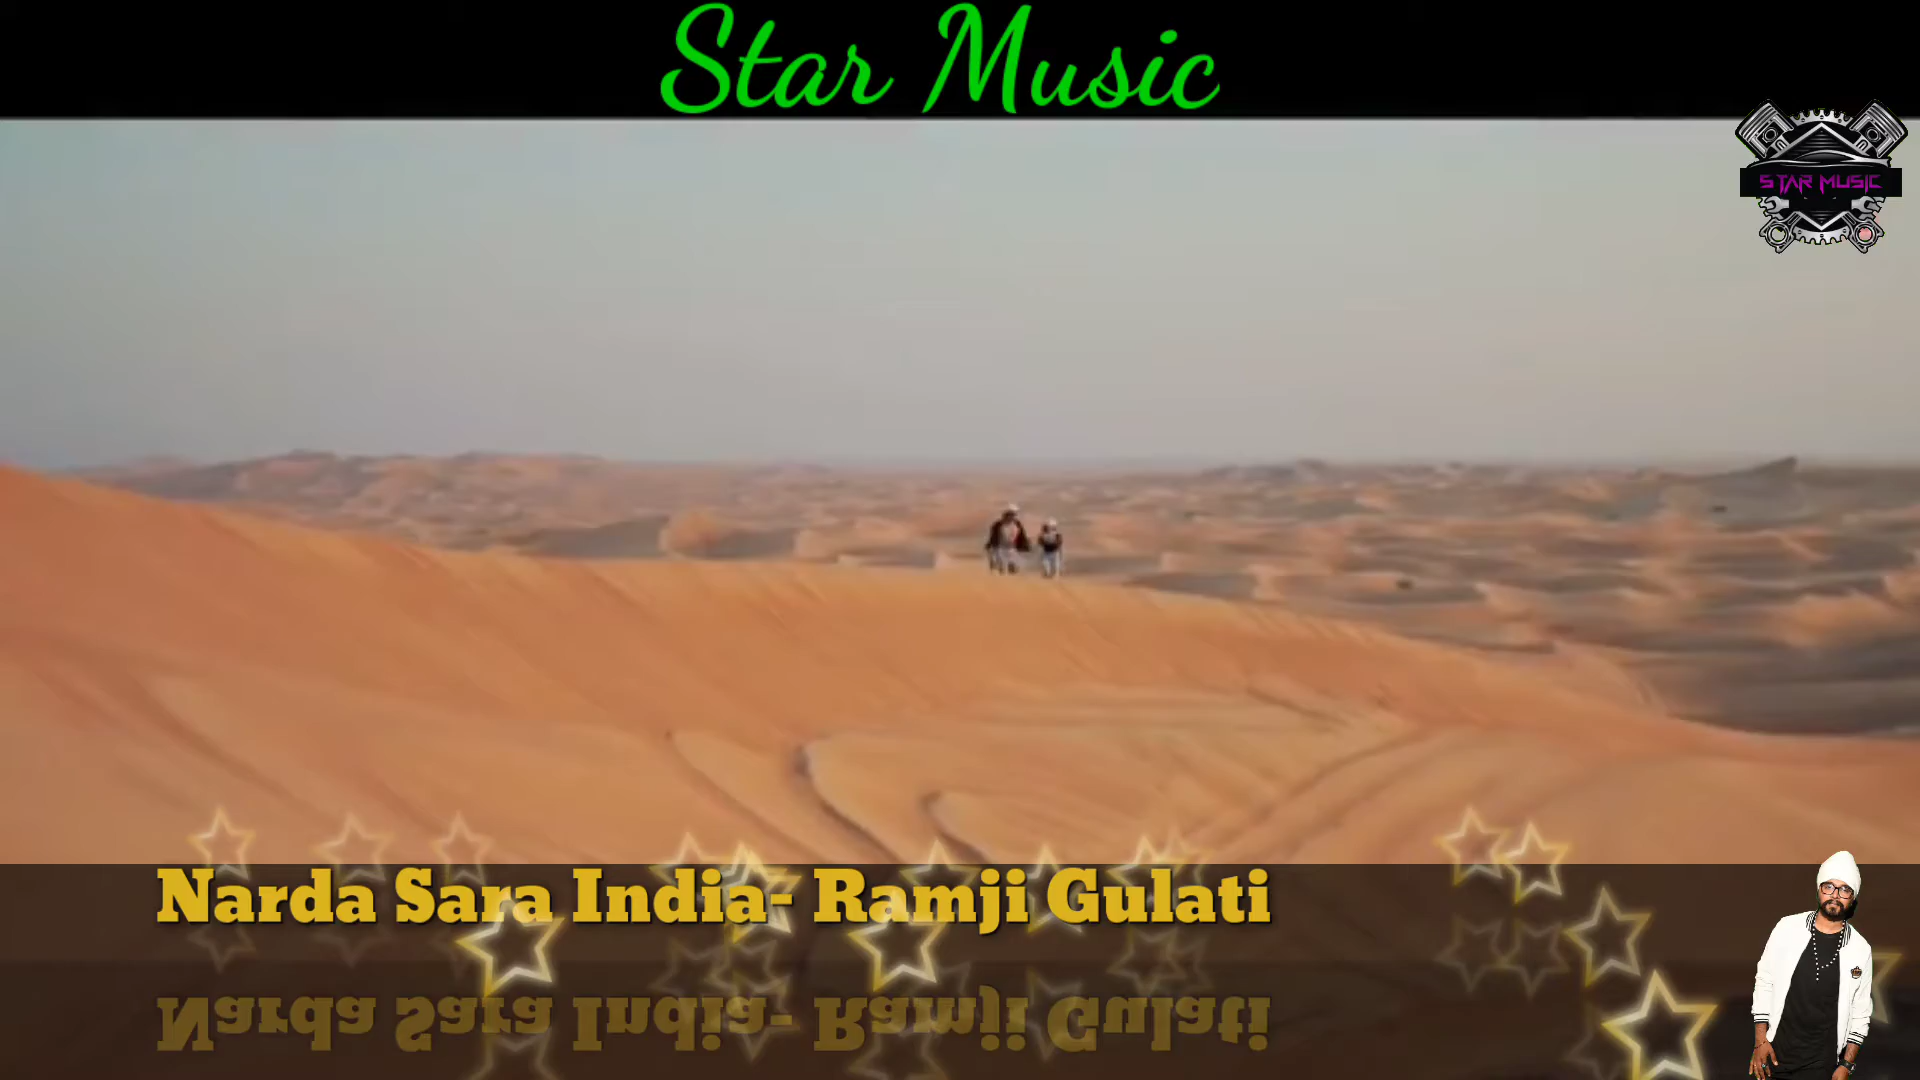 Star Music
STAR MUSIC
Narda Sara India- Ramji Gulati
Narda Sara India- Ramji Gulati